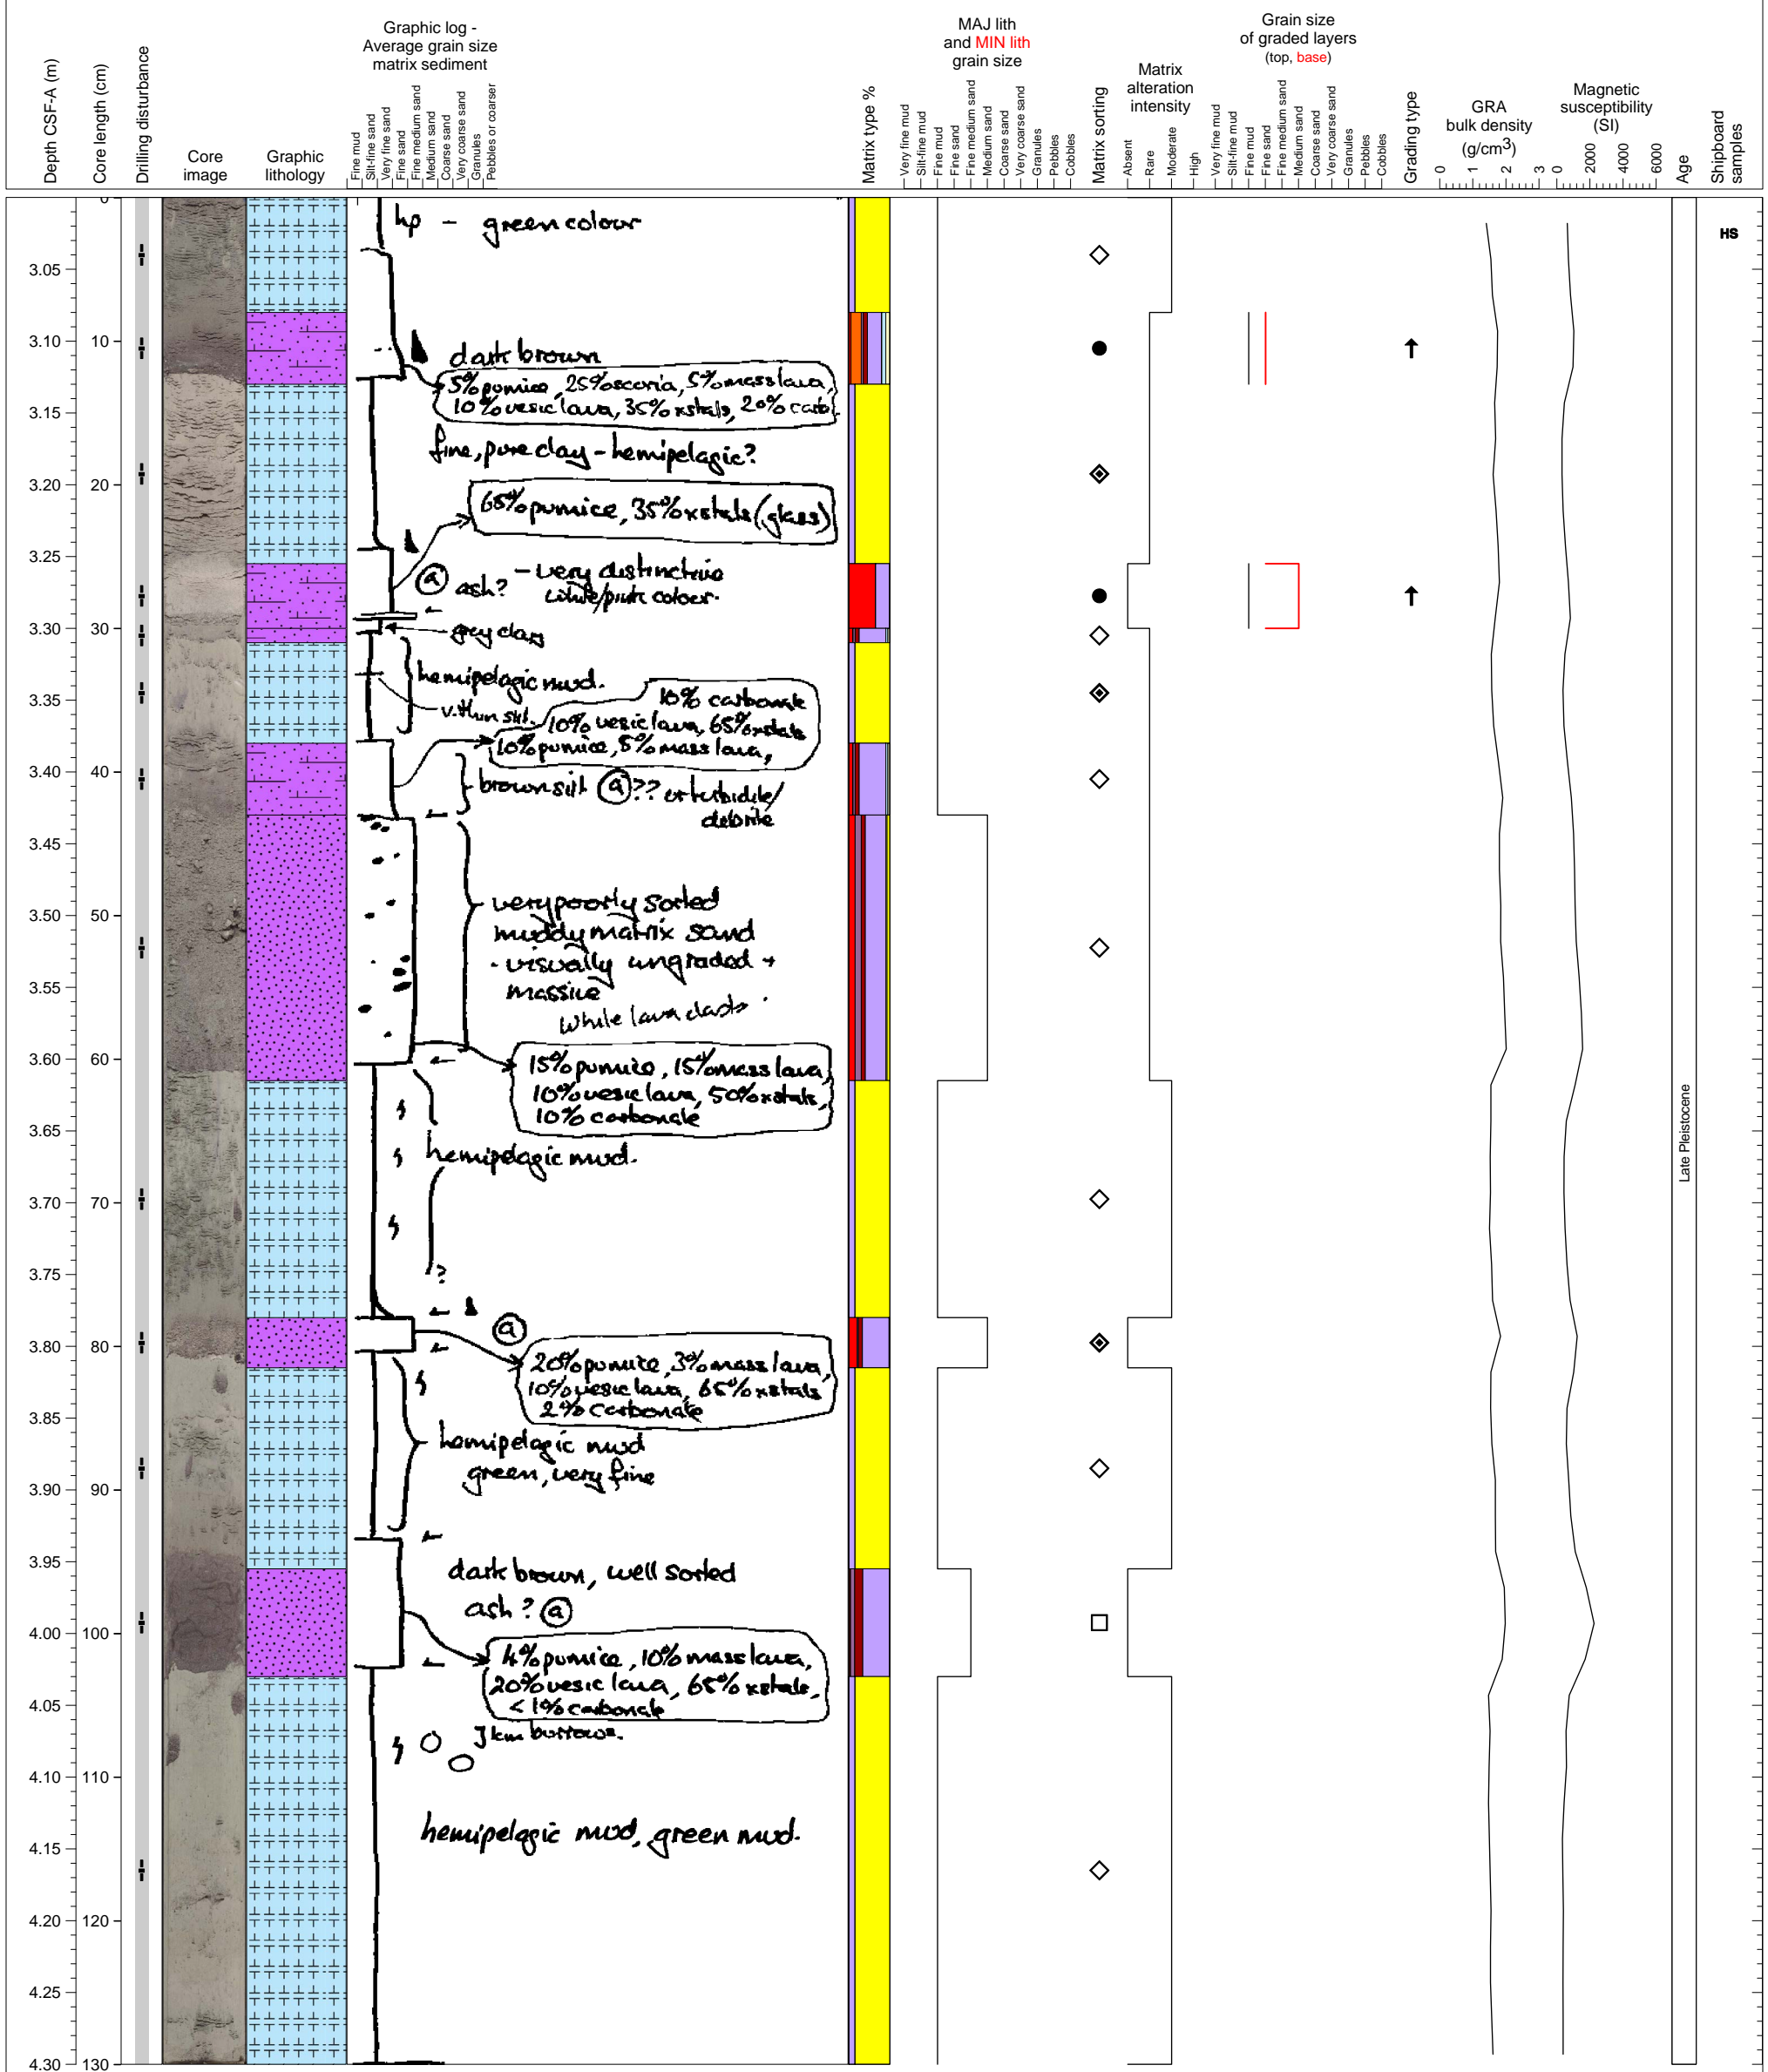 Depth CSF-A (m)
Core length (cm)
Drilling disturbance
Core
image
Graphic
lithology
Graphic log -
Average grain size
matrix sediment
Fine mud
Silt-fine sand
Very fine sand
Fine sand
Fine medium sand
Medium sand
Coarse sand
Very coarse sand
Granules
Pebbles or coarser
Matrix type %
MAJ lith
and MIN lith
grain size
Very fine mud
Silt-fine mud
Fine mud
Fine sand
Fine medium sand
Medium sand
Coarse sand
Very coarse sand
Granules
Pebbles
Cobbles
Matrix sorting
Matrix
alteration
intensity
Absent
Rare
Moderate
High
Grain size
of graded layers
(top, base)
Very fine mud
Silt-fine mud
Fine mud
Fine sand
Fine medium sand
Medium sand
Coarse sand
Very coarse sand
Granules
Pebbles
Cobbles
Grading type
GRA
bulk density
(g/cm3)
0 1 2 3
Magnetic
susceptibility
(SI)
0 2000 4000 6000
Age
Shipboard
samples
0
hp - green colour
HS
3.05
3.10 10
dark brown
5% pumice, 25% scoria, 5% mass lava,
10% vesic lava, 35% xstals, 20% carb
3.15
fine, pure clay - hemipelagic?
3.20 20
65% pumice, 35% xstals (glass)
3.25
a ash? - very distinctive
white/pink colour.
3.30 30
grey clay
hemipelagic mud.
3.35
v. thin silt.
10% carbonate
10% vesic lava, 65% xstals
10% pumice, 5% mass lava,
3.40 40
brown silt a ?? or turbidite/
debrite
3.45
3.50 50
very poorly sorted
muddy matrix sand
- visually ungraded +
massive
3.55
white lava clasts
3.60 60
15% pumice, 15% mass lava,
10% vesic lava, 50% xstals,
10% carbonate
3.65
hemipelagic mud.
Late Pleistocene
3.70 70
3.75
?
a
3.80 80
20% pumice, 3% mass lava,
10% vesic lava, 65% xstals
2% carbonate
3.85
hemipelagic mud
green, very fine
3.90 90
3.95
dark brown, well sorted
ash? a
4.00 100
4% pumice, 10% mass lava,
20% vesic lava, 65% xstals,
<1% carbonate
4.05
burrows.
4.10 110
hemipelagic mud, green mud.
4.15
4.20 120
4.25
4.30 130